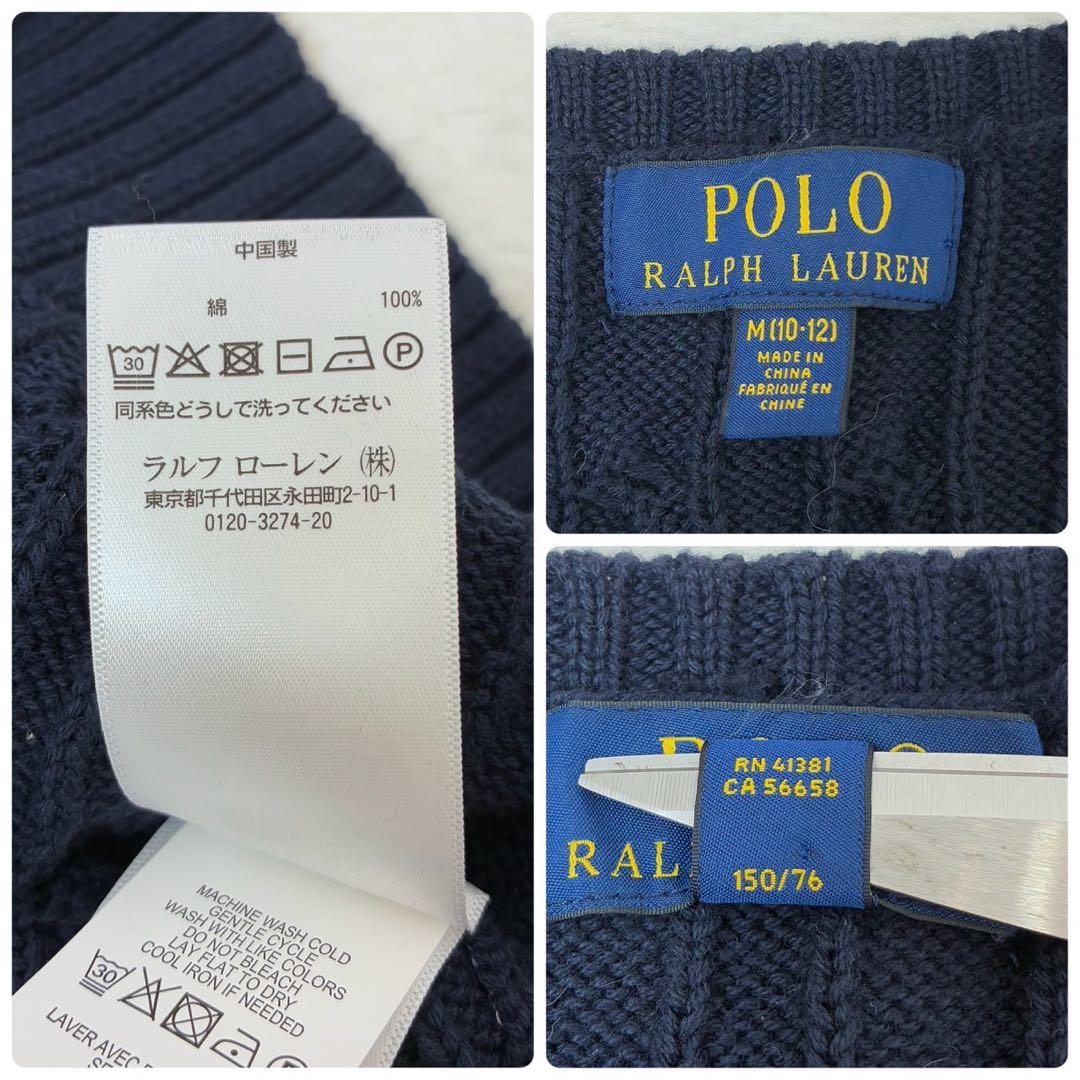 中国製
綿 100%
30 P
同系色どうしで洗ってください
ラルフ ローレン (株)
東京都千代田区永田町2-10-1
0120-3274-20
MACHINE WASH COLD
GENTLE CYCLE
WASH WITH LIKE COLORS
DO NOT BLEACH
LAY FLAT TO DRY
COOL IRON IF NEEDED
30
LAVER AVEC
POLO
RALPH LAUREN
M(10-12)
MADE IN
CHINA
FABRIQUÉ EN
CHINE
RN 41381
CA 56658
RAL
150/76